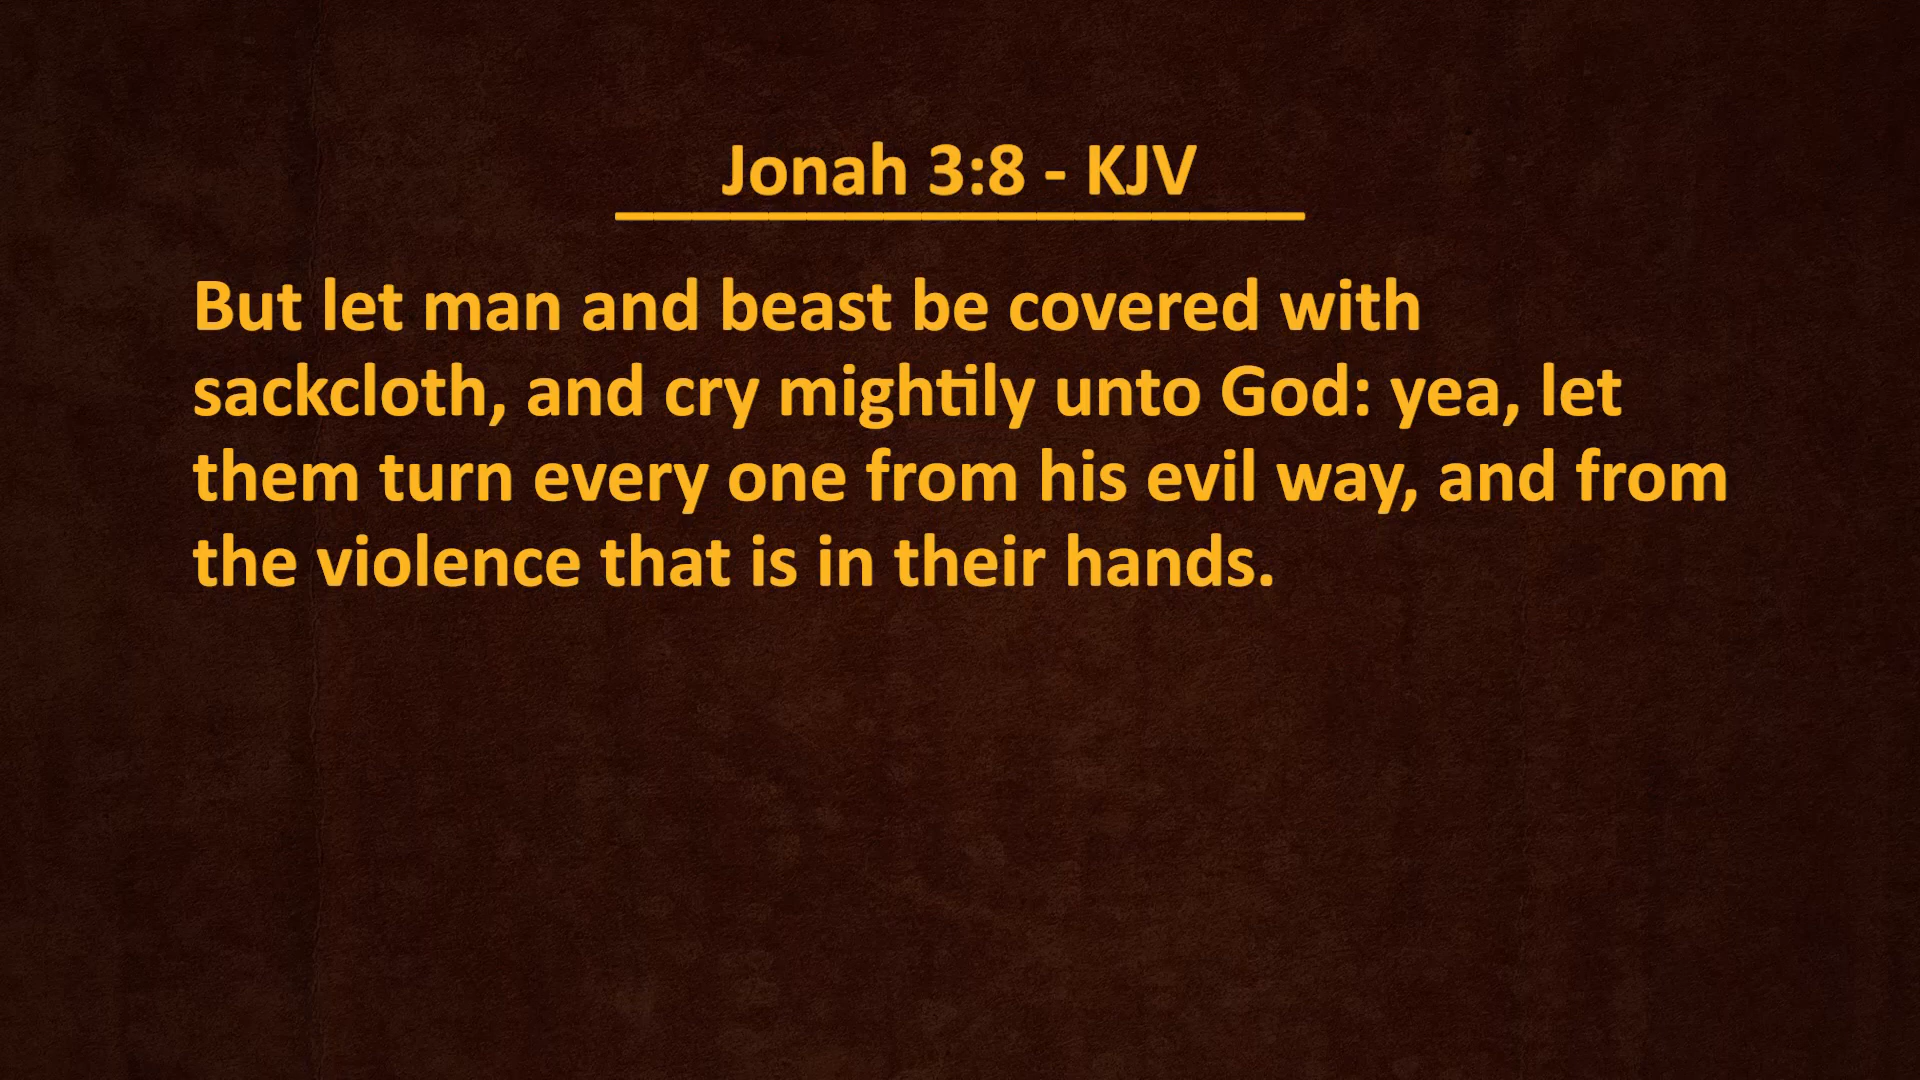 Jonah 3:8 - KJV
But let man and beast be covered with
sackcloth, and cry mightily unto God: yea, let
them turn every one from his evil way, and from
the violence that is in their hands.